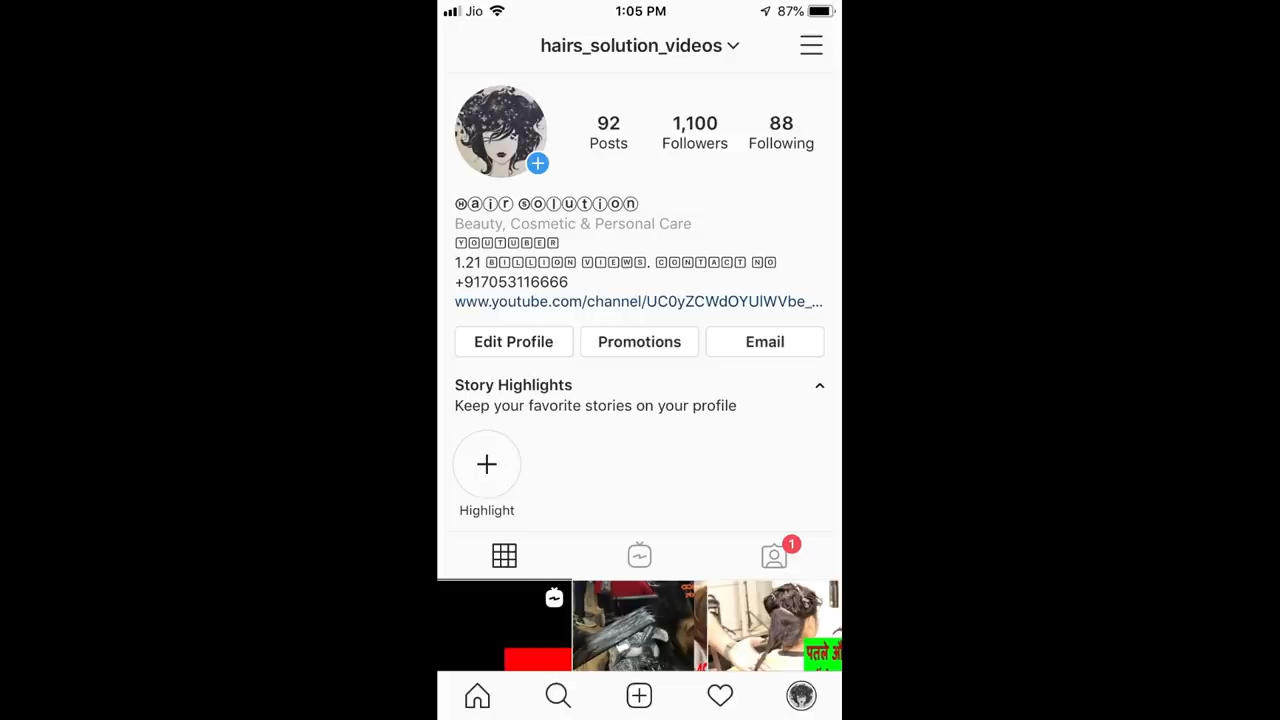 Jio 1:05 PM 87%
hairs_solution_videos
92 1,100 88
Posts Followers Following
Ⓗⓐⓘⓡ ⓢⓞⓛⓤⓣⓘⓞⓝ
Beauty, Cosmetic & Personal Care
🅈🄾🅄🅃🅄🄱🄴🅁
1.21 🄱🄸🄻🄻🄸🄾🄽 🅅🄸🄴🅆🅂. 🄲🄾🄽🅃🄰🄲🅃 🄽🄾
+917053116666
www.youtube.com/channel/UC0yZCWdOYUlWVbe_...
Edit Profile Promotions Email
Story Highlights
Keep your favorite stories on your profile
Highlight
1
पतले